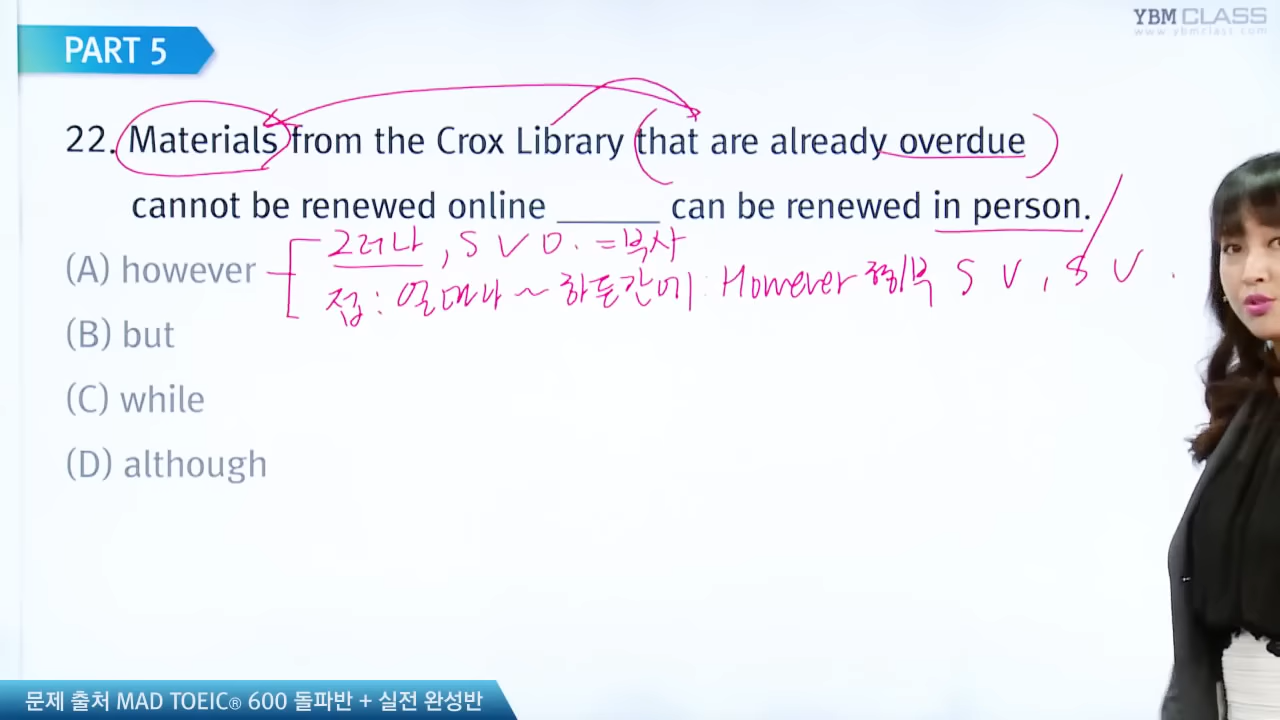 YBM CLASS
www.ybmclass.com
PART 5
22. Materials from the Crox Library that are already overdue
cannot be renewed online ______ can be renewed in person.
그러나, S V O. = 부사
(A) however
접: 얼마나 ~ 하든간에: However 형/부 S V, S V.
(B) but
(C) while
(D) although
문제 출처 MAD TOEIC® 600 돌파반 + 실전 완성반